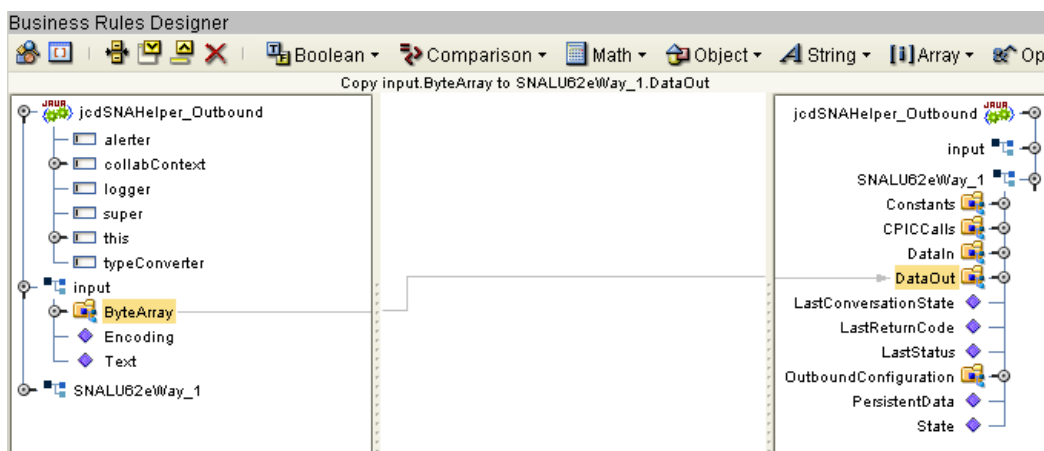 Business Rules Designer
Boolean Comparison Math Object String Array Op
Copy input.ByteArray to SNALU62eWay_1.DataOut
JAVA jcdSNAHelper_Outbound
alerter
collabContext
logger
super
this
typeConverter
input
ByteArray
Encoding
Text
SNALU62eWay_1
jcdSNAHelper_Outbound JAVA
input
SNALU62eWay_1
Constants
CPICCalls
DataIn
DataOut
LastConversationState
LastReturnCode
LastStatus
OutboundConfiguration
PersistentData
State